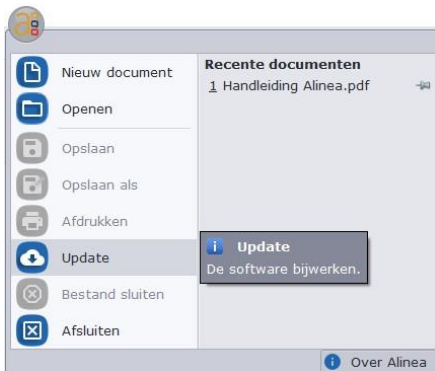 Nieuw document
Openen
Opslaan
Opslaan als
Afdrukken
Update
Bestand sluiten
Afsluiten
Recente documenten
1 Handleiding Alinea.pdf
Update
De software bijwerken.
Over Alinea